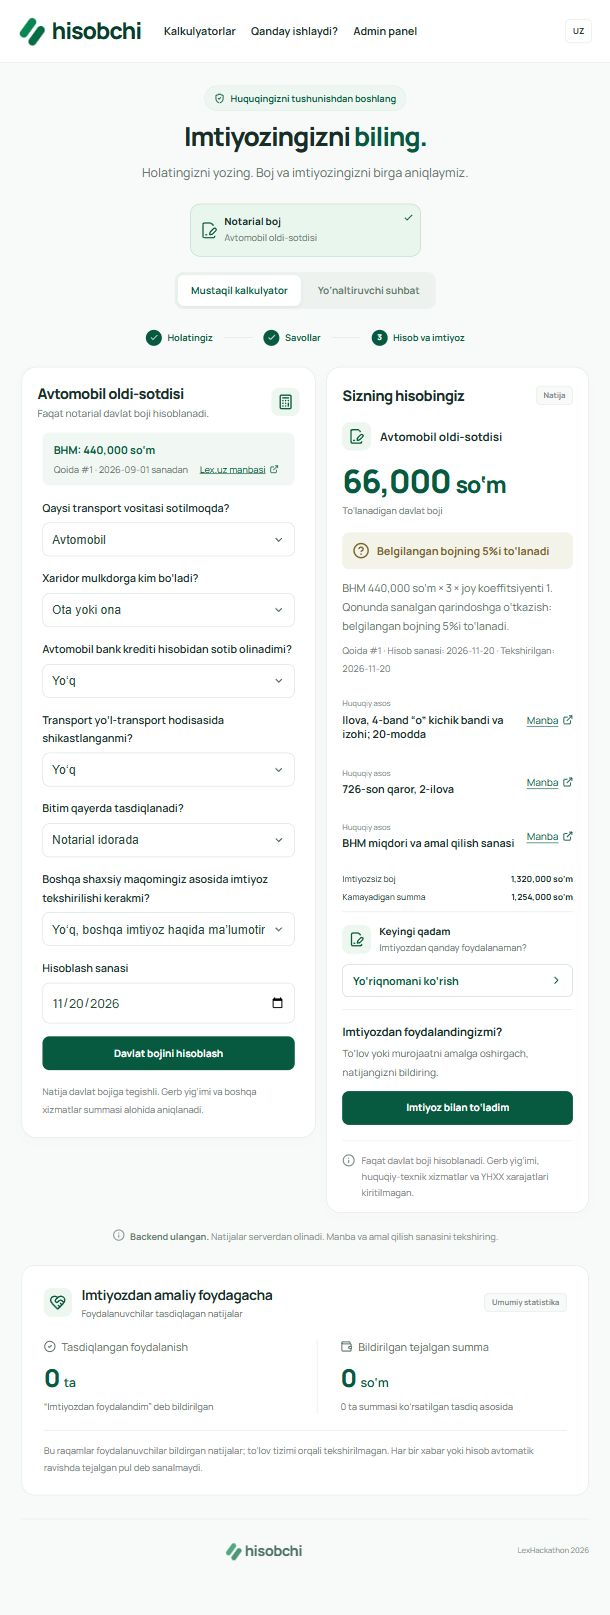 hisobchi
Kalkulyatorlar
Qanday ishlaydi?
Admin panel
UZ
Huquqingizni tushunishdan boshlang
Imtiyozingizni biling.
Holatingizni yozing. Boj va imtiyozingizni birga aniqlaymiz.
Notarial boj
Avtomobil oldi-sotdisi
Mustaqil kalkulyator
Yo‘naltiruvchi suhbat
Holatingiz
Savollar
3 Hisob va imtiyoz
Avtomobil oldi-sotdisi
Faqat notarial davlat boji hisoblanadi.
BHM: 440,000 so‘m
Qoida #1 · 2026-09-01 sanadan Lex.uz manbasi
Qaysi transport vositasi sotilmoqda?
Avtomobil
Xaridor mulkdorga kim bo‘ladi?
Ota yoki ona
Avtomobil bank krediti hisobidan sotib olinadimi?
Yo‘q
Transport yo‘l-transport hodisasida
shikastlanganmi?
Yo‘q
Bitim qayerda tasdiqlanadi?
Notarial idorada
Boshqa shaxsiy maqomingiz asosida imtiyoz
tekshirilishi kerakmi?
Yo‘q, boshqa imtiyoz haqida ma’lumotir
Hisoblash sanasi
11/20/2026
Davlat bojini hisoblash
Natija davlat bojiga tegishli. Gerb yig‘imi va boshqa
xizmatlar summasi alohida aniqlanadi.
Sizning hisobingiz
Natija
Avtomobil oldi-sotdisi
66,000 so‘m
To‘lanadigan davlat boji
Belgilangan bojning 5%i to‘lanadi
BHM 440,000 so‘m × 3 × joy koeffitsiyenti 1.
Qonunda sanalgan qarindoshga o‘tkazish:
belgilangan bojning 5%i to‘lanadi.
Qoida #1 · Hisob sanasi: 2026-11-20 · Tekshirilgan:
2026-11-20
Huquqiy asos
Ilova, 4-band “o” kichik bandi va
izohi; 20-modda
Manba
Huquqiy asos
726-son qaror, 2-ilova
Manba
Huquqiy asos
BHM miqdori va amal qilish sanasi
Manba
Imtiyozsiz boj 1,320,000 so‘m
Kamayadigan summa 1,254,000 so‘m
Keyingi qadam
Imtiyozdan qanday foydalanaman?
Yo‘riqnomani ko‘rish
Imtiyozdan foydalandingizmi?
To‘lov yoki murojaatni amalga oshirgach,
natijangizni bildiring.
Imtiyoz bilan to‘ladim
Faqat davlat boji hisoblanadi. Gerb yig‘imi,
huquqiy-texnik xizmatlar va YHXX xarajatlari
kiritilmagan.
Backend ulangan. Natijalar serverdan olinadi. Manba va amal qilish sanasini tekshiring.
Imtiyozdan amaliy foydagacha
Foydalanuvchilar tasdiqlagan natijalar
Umumiy statistika
Tasdiqlangan foydalanish
0 ta
“Imtiyozdan foydalandim” deb bildirilgan
Bildirilgan tejalgan summa
0 so‘m
0 ta summasi ko‘rsatilgan tasdiq asosida
Bu raqamlar foydalanuvchilar bildirgan natijalar; to‘lov tizimi orqali tekshirilmagan. Har bir xabar yoki hisob avtomatik
ravishda tejalgan pul deb sanalmaydi.
hisobchi
LexHackathon 2026